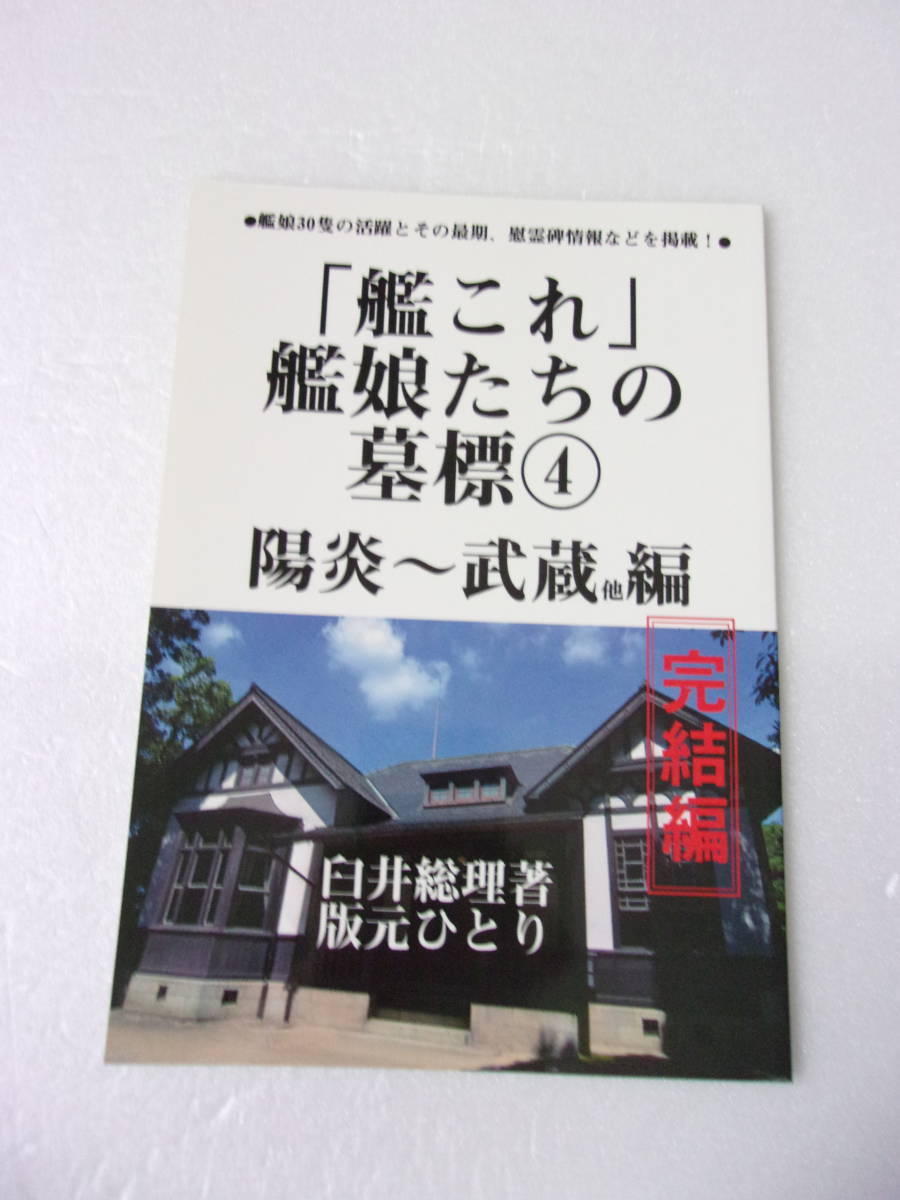 ●艦娘30隻の活躍とその最期、慰霊碑情報などを掲載！●
「艦これ」
艦娘たちの
墓標④
陽炎～武蔵他編
完結編
臼井総理著
版元ひとり